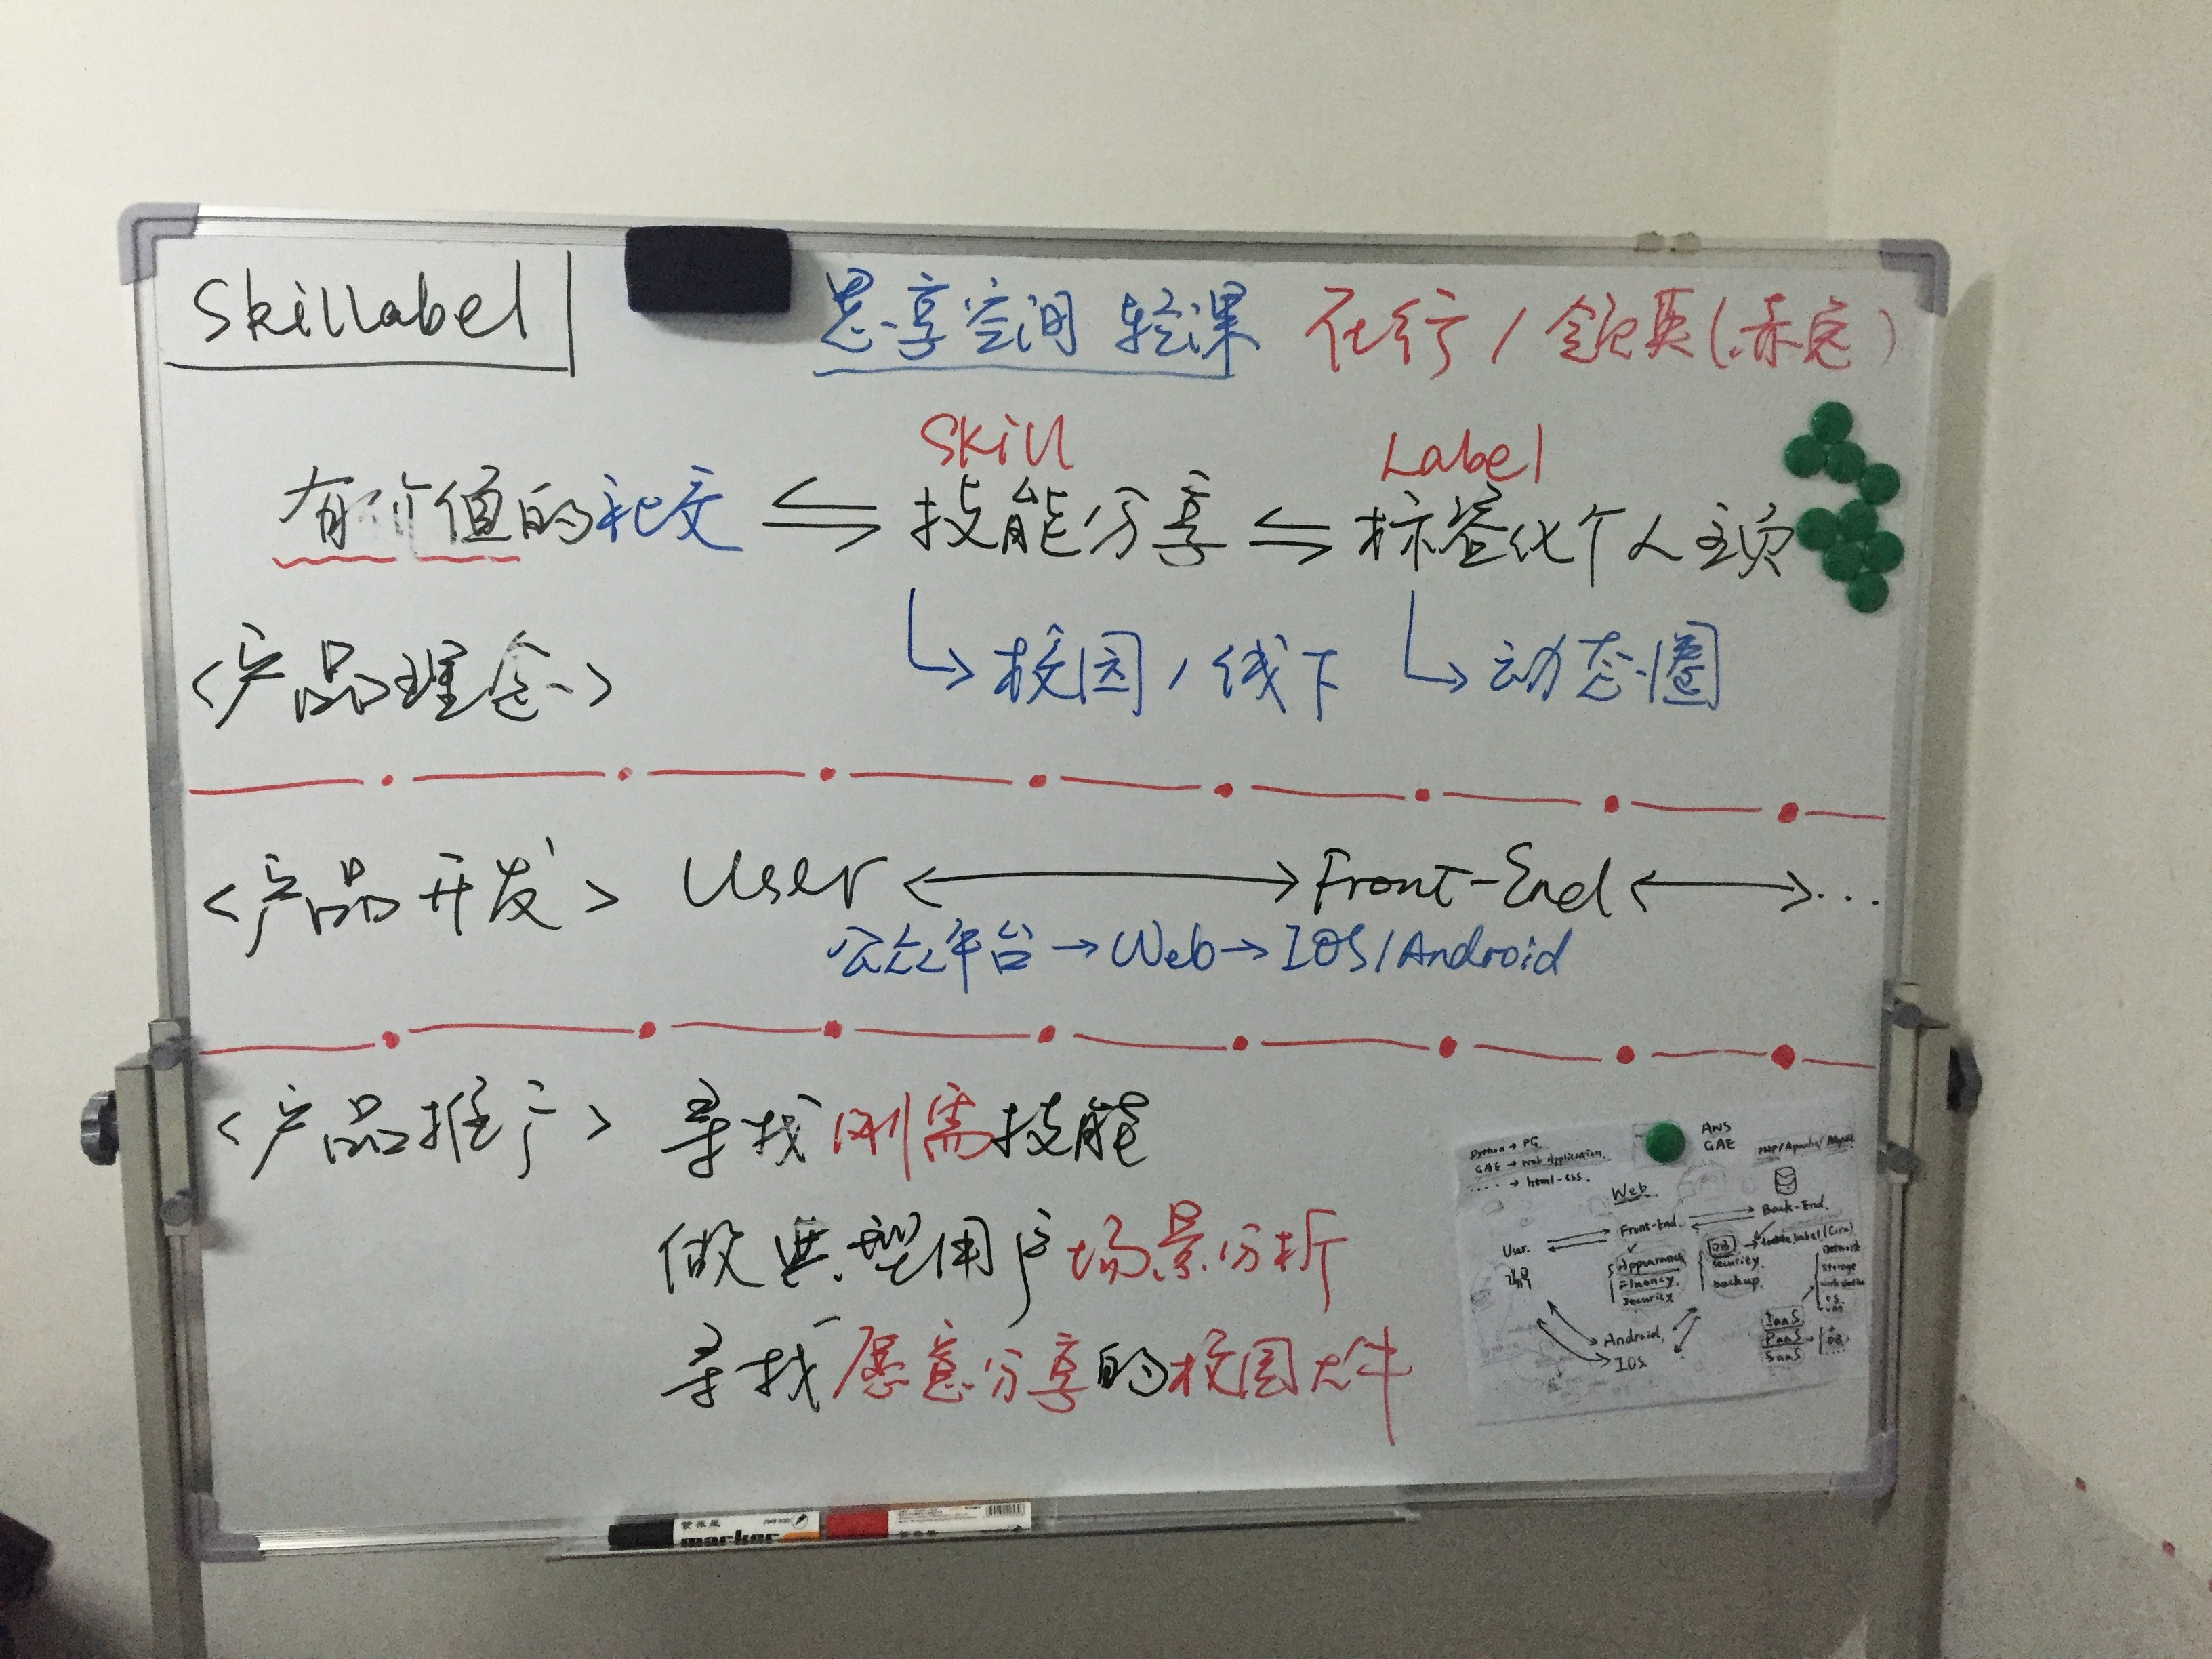 Skillabel
思享空间 轻课 在行/领英(赤兔)
Skill Label
有价值的社交 ⇌ 技能分享 ⇌ 标签化个人主页
<产品理念> ↳ 校园/线下 ↳ 动态圈
<产品开发> User ↔ Front-End ↔ ...
公众平台→Web→IOS/Android
<产品推广> 寻找刚需技能
做典型用户场景分析
寻找愿意分享的校园大牛
Python → PG
GAE → Web Application
.... → html-css.
AWS
GAE
PHP/Apache/MySQL
Web
Front-End
Back-End
User
Appearance
Fluency
Security
DB
Security
backup
Network
Storage
OS
Android
IOS
IaaS
PaaS
SaaS
marker